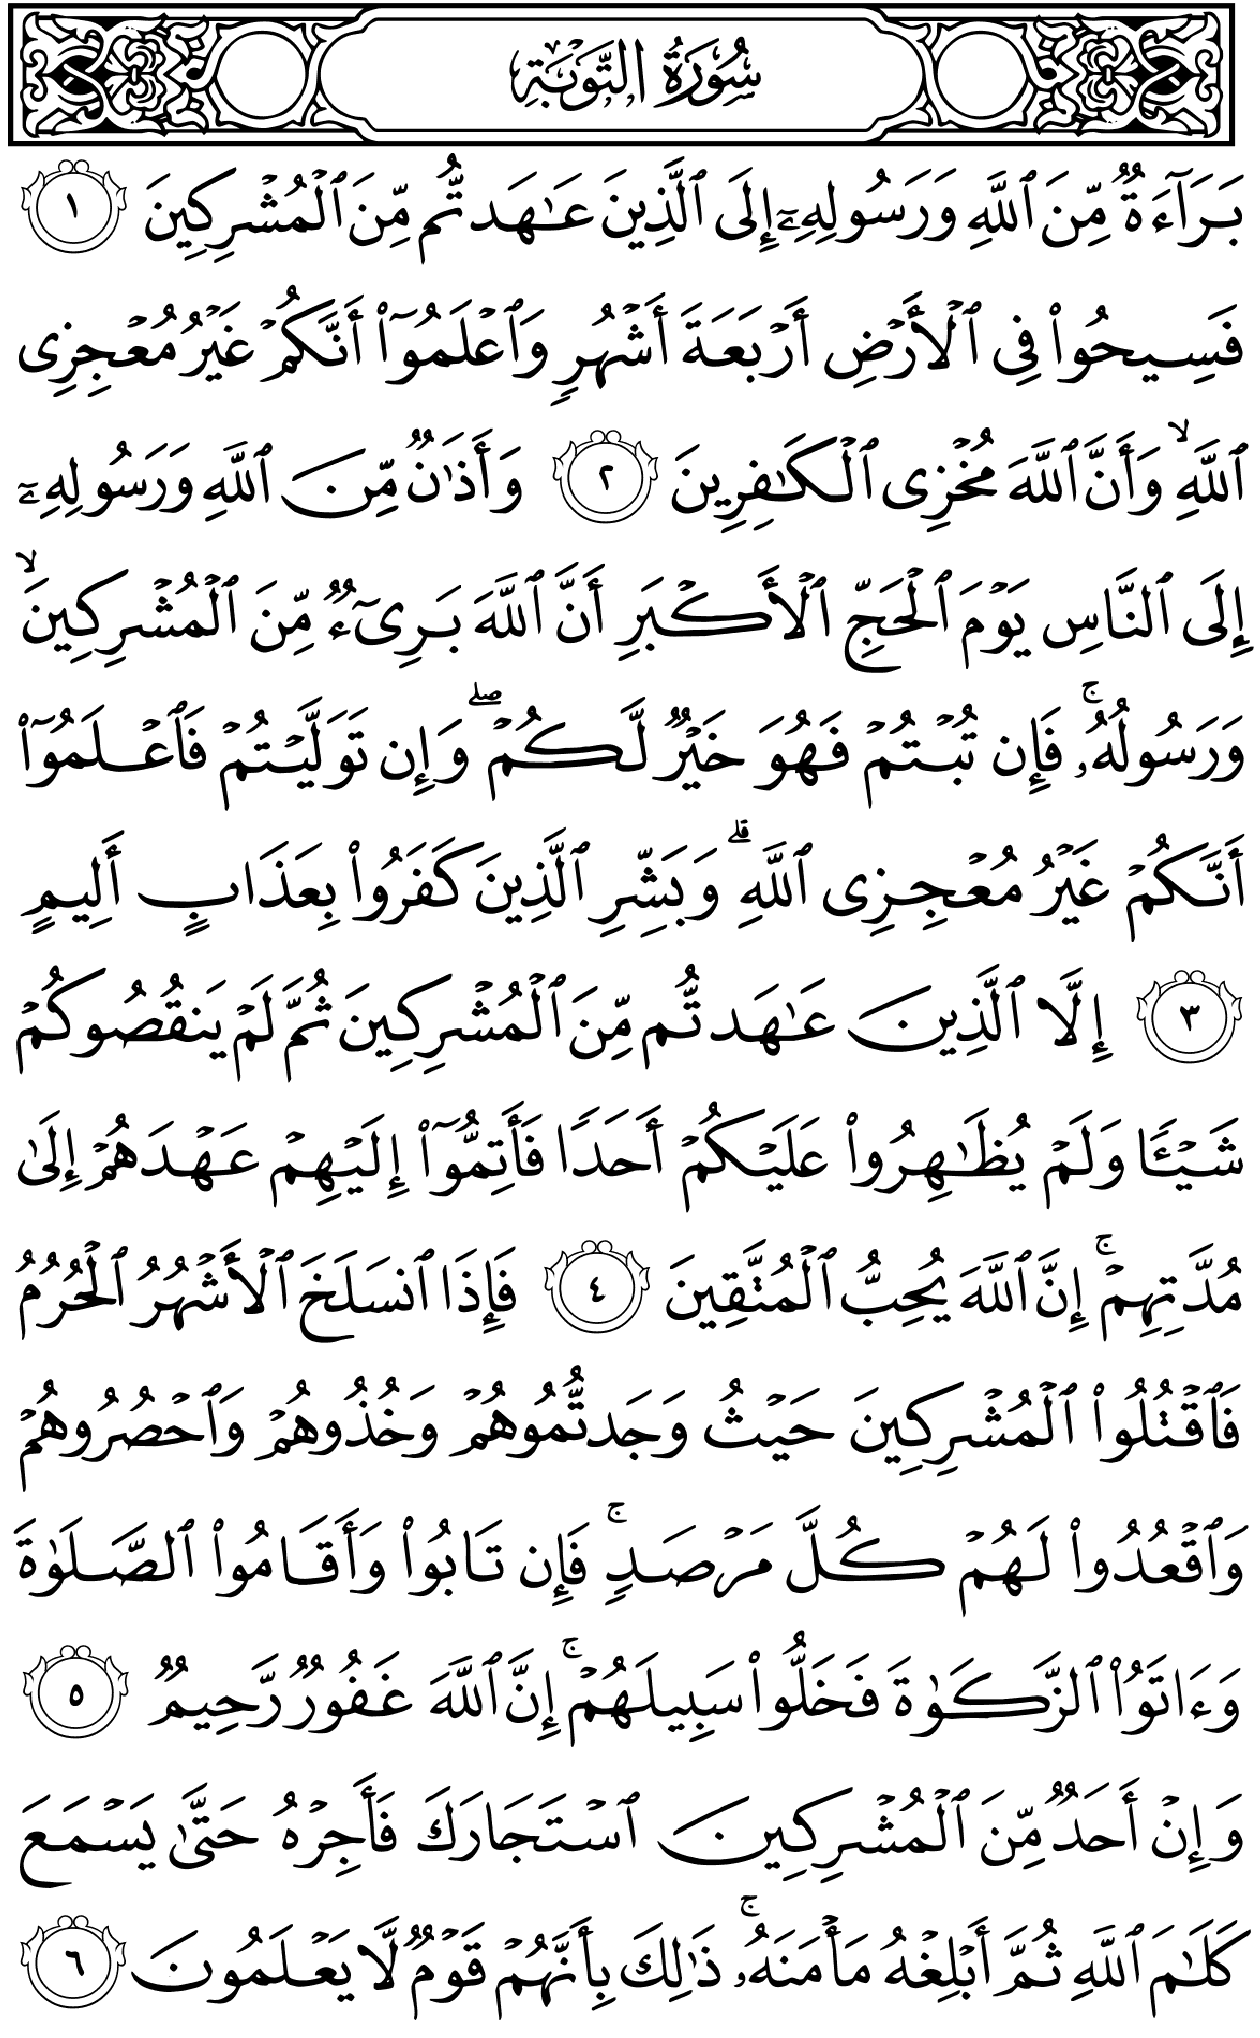 سُورَةُ التَّوۡبَةِ
بَرَآءَةٌ مِّنَ ٱللَّهِ وَرَسُولِهِۦٓ إِلَى ٱلَّذِينَ عَٰهَدتُّم مِّنَ ٱلۡمُشۡرِكِينَ ١
فَسِيحُواْ فِي ٱلۡأَرۡضِ أَرۡبَعَةَ أَشۡهُرٖ وَٱعۡلَمُوٓاْ أَنَّكُمۡ غَيۡرُ مُعۡجِزِي
ٱللَّهِ ۙ وَأَنَّ ٱللَّهَ مُخۡزِي ٱلۡكَٰفِرِينَ ٢ وَأَذَٰنٌ مِّنَ ٱللَّهِ وَرَسُولِهِۦٓ
إِلَى ٱلنَّاسِ يَوۡمَ ٱلۡحَجِّ ٱلۡأَكۡبَرِ أَنَّ ٱللَّهَ بَرِيٓءٌ مِّنَ ٱلۡمُشۡرِكِينَ ۙ
وَرَسُولُهُۥ ۚ فَإِن تُبۡتُمۡ فَهُوَ خَيۡرٌ لَّكُمۡ ۖ وَإِن تَوَلَّيۡتُمۡ فَٱعۡلَمُوٓاْ
أَنَّكُمۡ غَيۡرُ مُعۡجِزِي ٱللَّهِ ۗ وَبَشِّرِ ٱلَّذِينَ كَفَرُواْ بِعَذَابٍ أَلِيمٍ
٣ إِلَّا ٱلَّذِينَ عَٰهَدتُّم مِّنَ ٱلۡمُشۡرِكِينَ ثُمَّ لَمۡ يَنقُصُوكُمۡ
شَيۡـٔٗا وَلَمۡ يُظَٰهِرُواْ عَلَيۡكُمۡ أَحَدٗا فَأَتِمُّوٓاْ إِلَيۡهِمۡ عَهۡدَهُمۡ إِلَىٰ
مُدَّتِهِمۡ ۚ إِنَّ ٱللَّهَ يُحِبُّ ٱلۡمُتَّقِينَ ٤ فَإِذَا ٱنسَلَخَ ٱلۡأَشۡهُرُ ٱلۡحُرُمُ
فَٱقۡتُلُواْ ٱلۡمُشۡرِكِينَ حَيۡثُ وَجَدتُّمُوهُمۡ وَخُذُوهُمۡ وَٱحۡصُرُوهُمۡ
وَٱقۡعُدُواْ لَهُمۡ كُلَّ مَرۡصَدٖ ۚ فَإِن تَابُواْ وَأَقَامُواْ ٱلصَّلَوٰةَ
وَءَاتَوُاْ ٱلزَّكَوٰةَ فَخَلُّواْ سَبِيلَهُمۡ ۚ إِنَّ ٱللَّهَ غَفُورٌ رَّحِيمٌ ٥
وَإِنۡ أَحَدٌ مِّنَ ٱلۡمُشۡرِكِينَ ٱسۡتَجَارَكَ فَأَجِرۡهُ حَتَّىٰ يَسۡمَعَ
كَلَٰمَ ٱللَّهِ ثُمَّ أَبۡلِغۡهُ مَأۡمَنَهُۥ ۚ ذَٰلِكَ بِأَنَّهُمۡ قَوۡمٌ لَّا يَعۡلَمُونَ ٦